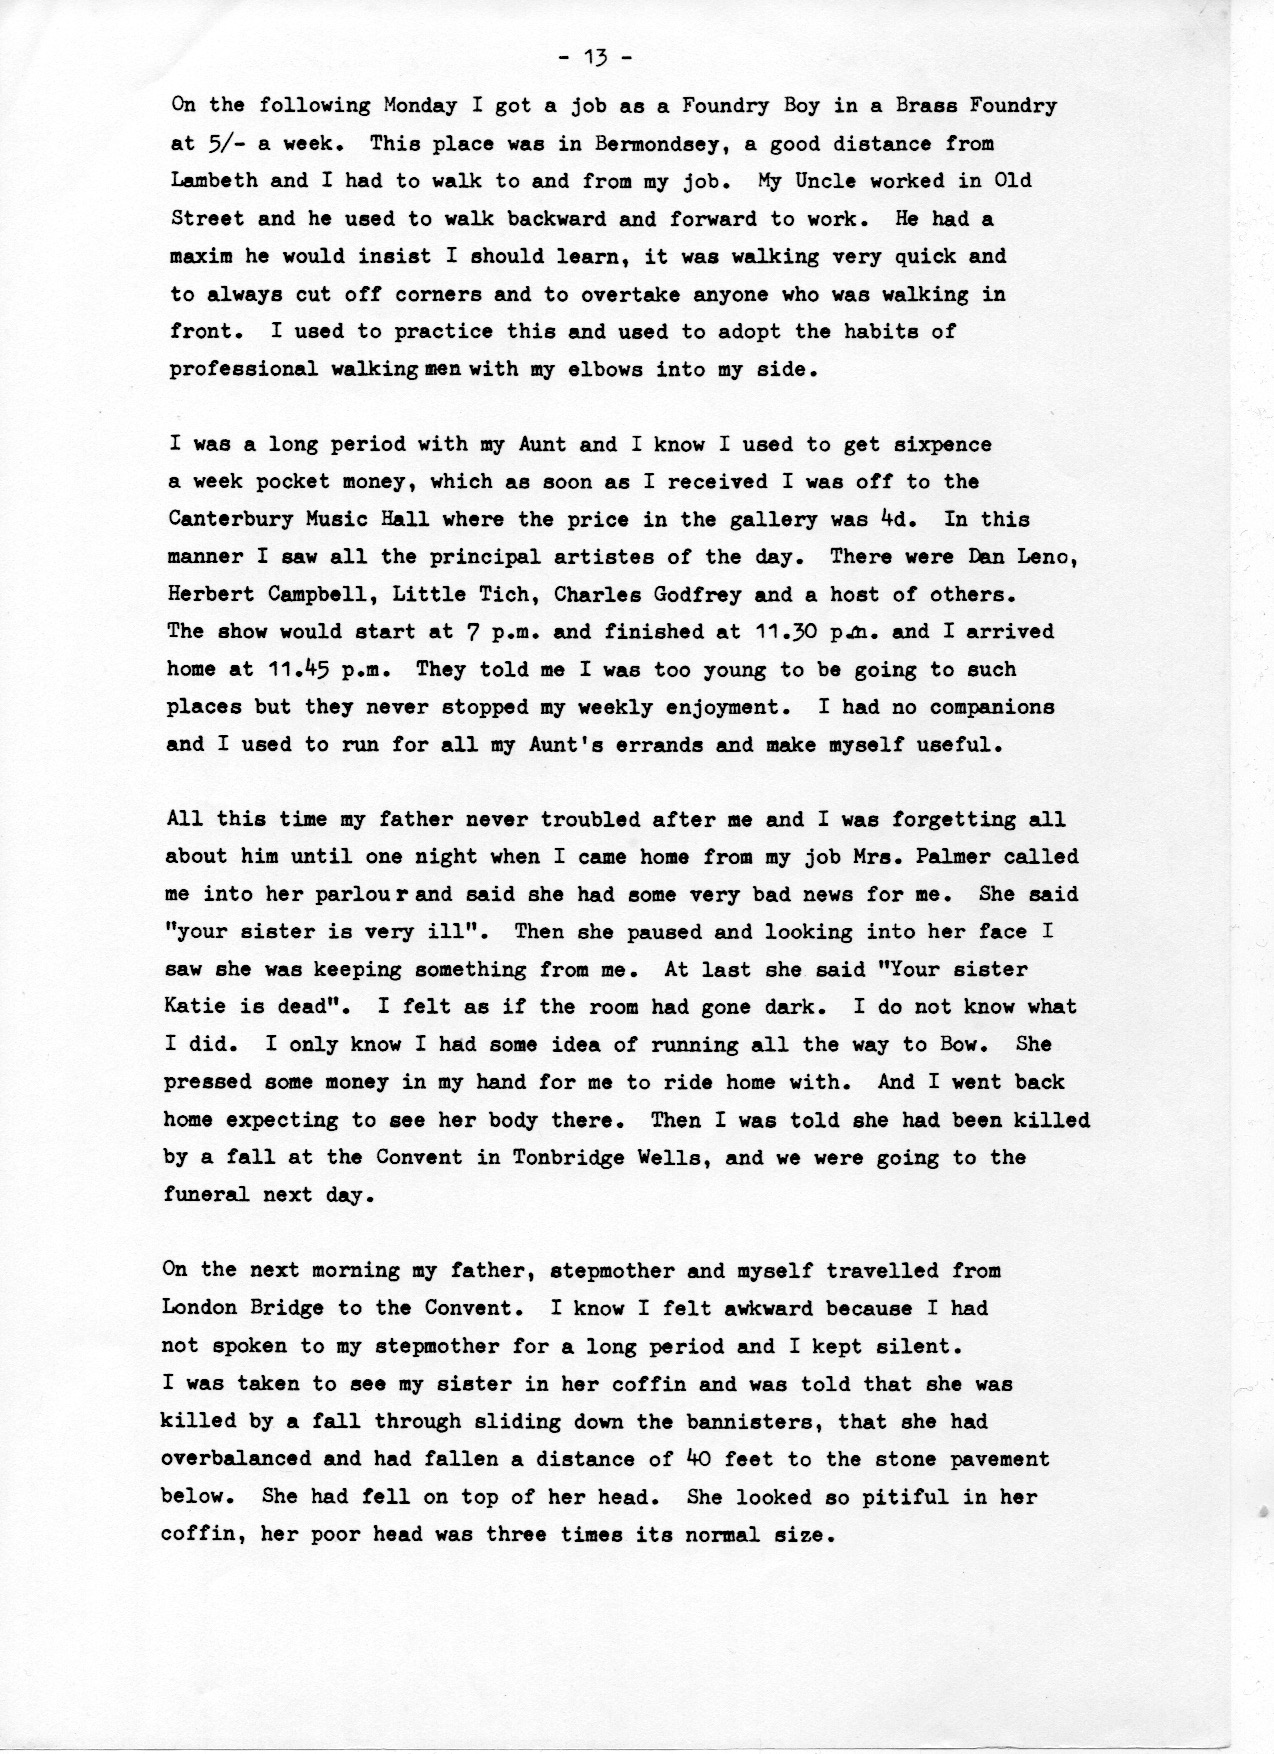 - 13 -
On the following Monday I got a job as a Foundry Boy in a Brass Foundry
at 5/- a week. This place was in Bermondsey, a good distance from
Lambeth and I had to walk to and from my job. My Uncle worked in Old
Street and he used to walk backward and forward to work. He had a
maxim he would insist I should learn, it was walking very quick and
to always cut off corners and to overtake anyone who was walking in
front. I used to practice this and used to adopt the habits of
professional walking men with my elbows into my side.
I was a long period with my Aunt and I know I used to get sixpence
a week pocket money, which as soon as I received I was off to the
Canterbury Music Hall where the price in the gallery was 4d. In this
manner I saw all the principal artistes of the day. There were Dan Leno,
Herbert Campbell, Little Tich, Charles Godfrey and a host of others.
The show would start at 7 p.m. and finished at 11.30 p.m. and I arrived
home at 11.45 p.m. They told me I was too young to be going to such
places but they never stopped my weekly enjoyment. I had no companions
and I used to run for all my Aunt's errands and make myself useful.
All this time my father never troubled after me and I was forgetting all
about him until one night when I came home from my job Mrs. Palmer called
me into her parlour and said she had some very bad news for me. She said
"your sister is very ill". Then she paused and looking into her face I
saw she was keeping something from me. At last she said "Your sister
Katie is dead". I felt as if the room had gone dark. I do not know what
I did. I only know I had some idea of running all the way to Bow. She
pressed some money in my hand for me to ride home with. And I went back
home expecting to see her body there. Then I was told she had been killed
by a fall at the Convent in Tonbridge Wells, and we were going to the
funeral next day.
On the next morning my father, stepmother and myself travelled from
London Bridge to the Convent. I know I felt awkward because I had
not spoken to my stepmother for a long period and I kept silent.
I was taken to see my sister in her coffin and was told that she was
killed by a fall through sliding down the bannisters, that she had
overbalanced and had fallen a distance of 40 feet to the stone pavement
below. She had fell on top of her head. She looked so pitiful in her
coffin, her poor head was three times its normal size.